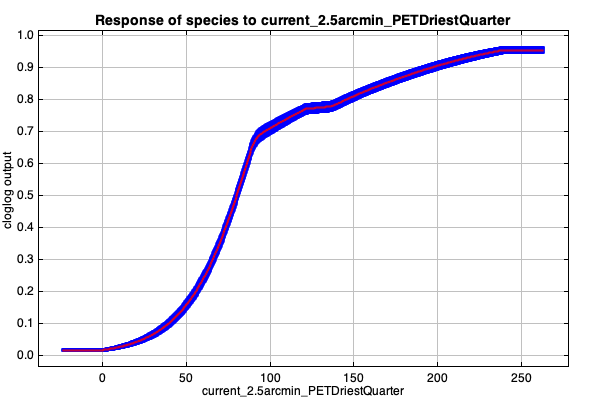 Response of species to current_2.5arcmin_PETDriestQuarter
1.0
0.9
0.8
0.7
0.6
0.5
0.4
0.3
0.2
0.1
0.0
cloglog output
0 50 100 150 200 250
current_2.5arcmin_PETDriestQuarter